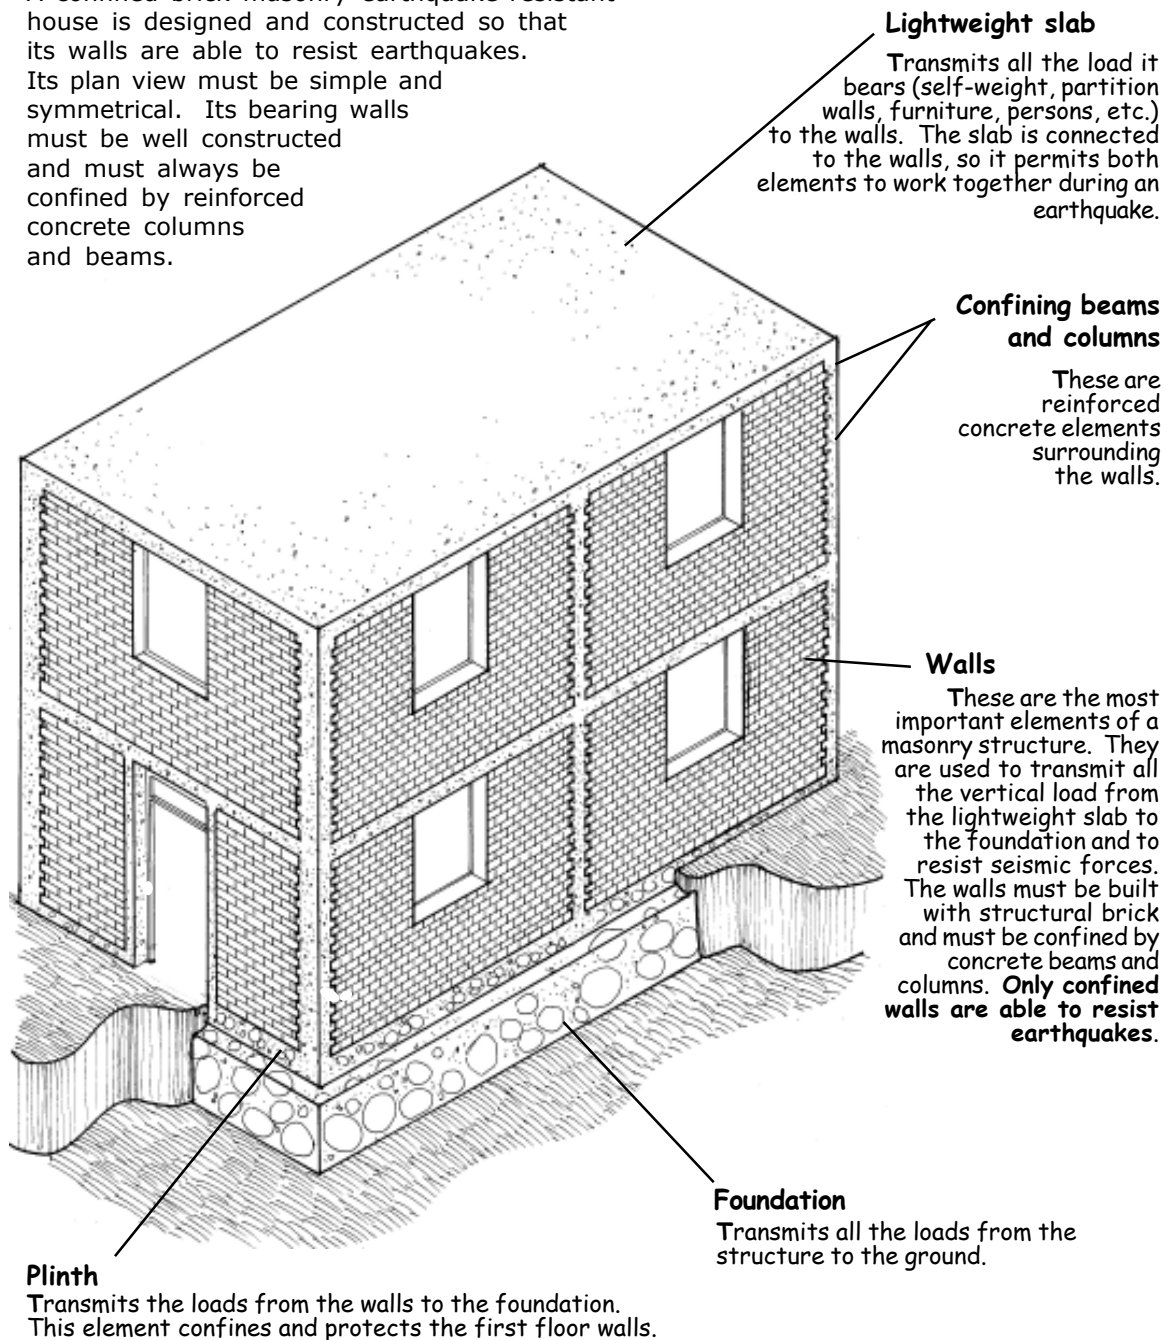 A confined brick masonry earthquake-resistant
house is designed and constructed so that
its walls are able to resist earthquakes.
Its plan view must be simple and
symmetrical. Its bearing walls
must be well constructed
and must always be
confined by reinforced
concrete columns
and beams.
Lightweight slab
Transmits all the load it
bears (self-weight, partition
walls, furniture, persons, etc.)
to the walls. The slab is connected
to the walls, so it permits both
elements to work together during an
earthquake.
Confining beams
and columns
These are
reinforced
concrete elements
surrounding
the walls.
Walls
These are the most
important elements of a
masonry structure. They
are used to transmit all
the vertical load from
the lightweight slab to
the foundation and to
resist seismic forces.
The walls must be built
with structural brick
and must be confined by
concrete beams and
columns. Only confined
walls are able to resist
earthquakes.
Foundation
Transmits all the loads from the
structure to the ground.
Plinth
Transmits the loads from the walls to the foundation.
This element confines and protects the first floor walls.